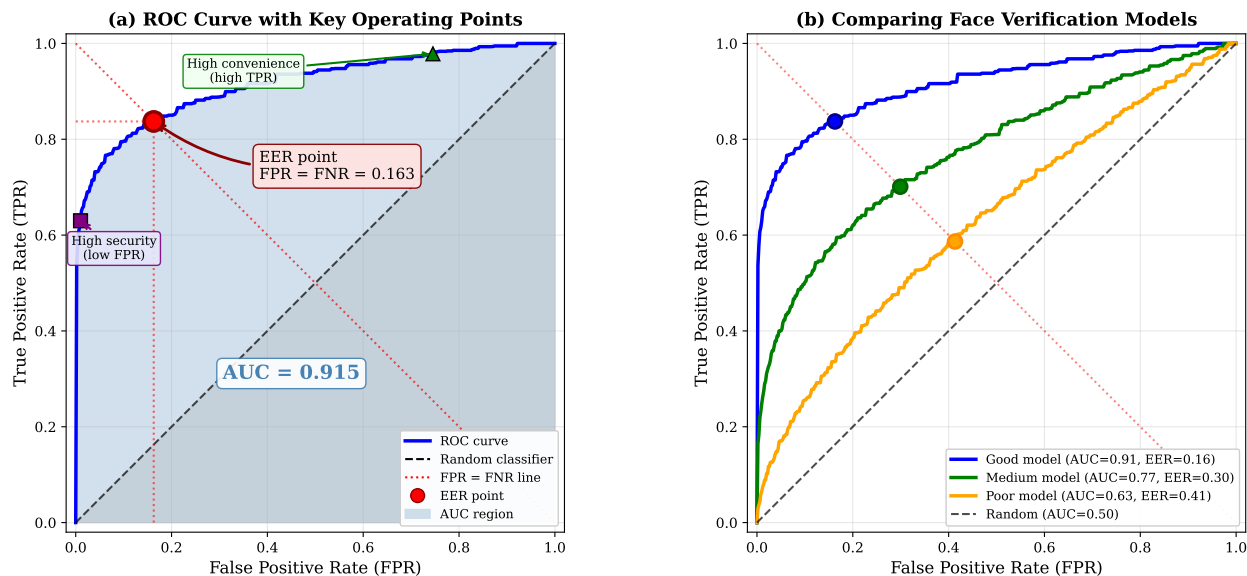 (a) ROC Curve with Key Operating Points
True Positive Rate (TPR)
1.0
0.8
0.6
0.4
0.2
0.0
High convenience
(high TPR)
EER point
FPR = FNR = 0.163
High security
(low FPR)
AUC = 0.915
ROC curve
Random classifier
FPR = FNR line
EER point
AUC region
0.0 0.2 0.4 0.6 0.8 1.0
False Positive Rate (FPR)
(b) Comparing Face Verification Models
True Positive Rate (TPR)
1.0
0.8
0.6
0.4
0.2
0.0
Good model (AUC=0.91, EER=0.16)
Medium model (AUC=0.77, EER=0.30)
Poor model (AUC=0.63, EER=0.41)
Random (AUC=0.50)
0.0 0.2 0.4 0.6 0.8 1.0
False Positive Rate (FPR)